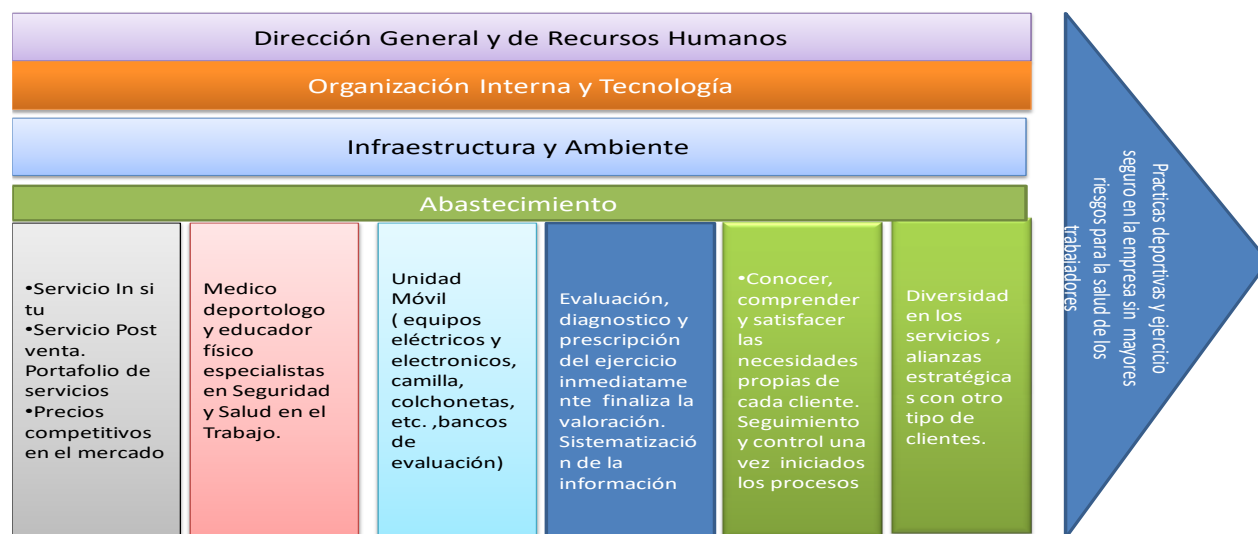 Dirección General y de Recursos Humanos
Organización Interna y Tecnología
Infraestructura y Ambiente
Abastecimiento
•Servicio In si
tu
•Servicio Post
venta.
Portafolio de
servicios
•Precios
competitivos
en el mercado
Medico
deportologo
y educador
físico
especialistas
en Seguridad
y Salud en el
Trabajo.
Unidad
Móvil
( equipos
eléctricos y
electronicos,
camilla,
colchonetas,
etc. ,bancos
de
evaluación)
Evaluación,
diagnostico y
prescripción
del ejercicio
inmediatame
nte finaliza la
valoración.
Sistematizació
n de la
información
•Conocer,
comprender
y satisfacer
las
necesidades
propias de
cada cliente.
Seguimiento
y control una
vez iniciados
los procesos
Diversidad
en los
servicios ,
alianzas
estratégica
s con otro
tipo de
clientes.
Practicas deportivas y ejercicio
seguro en la empresa sin mayores
riesgos para la salud de los
trabajadores